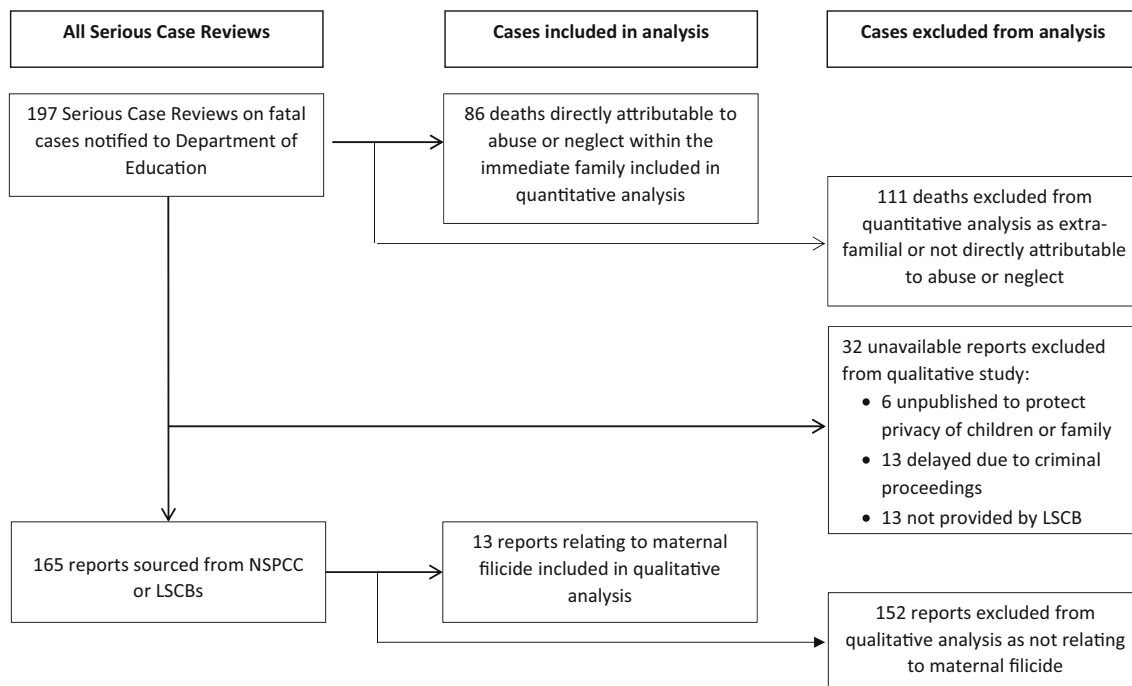 All Serious Case Reviews
Cases included in analysis
Cases excluded from analysis
197 Serious Case Reviews on fatal
cases notified to Department of
Education
86 deaths directly attributable to
abuse or neglect within the
immediate family included in
quantitative analysis
111 deaths excluded from
quantitative analysis as extra-
familial or not directly attributable
to abuse or neglect
32 unavailable reports excluded
from qualitative study:
• 6 unpublished to protect
privacy of children or family
• 13 delayed due to criminal
proceedings
• 13 not provided by LSCB
165 reports sourced from NSPCC
or LSCBs
13 reports relating to maternal
filicide included in qualitative
analysis
152 reports excluded from
qualitative analysis as not relating
to maternal filicide